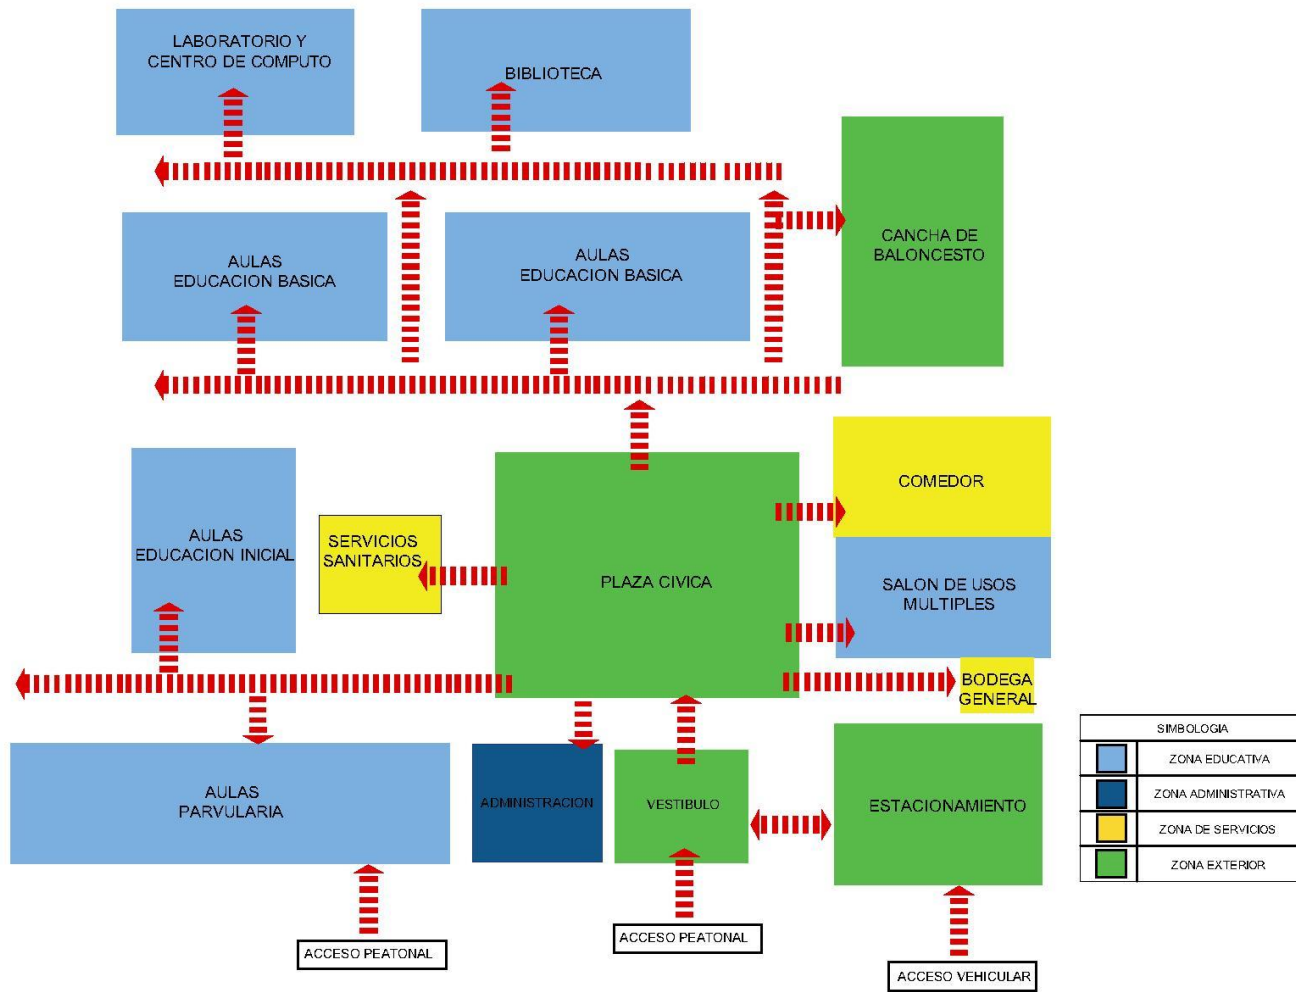 LABORATORIO Y
CENTRO DE COMPUTO
BIBLIOTECA
CANCHA DE
BALONCESTO
AULAS
EDUCACION BASICA
AULAS
EDUCACION BASICA
COMEDOR
AULAS
EDUCACION INICIAL
SERVICIOS
SANITARIOS
PLAZA CIVICA
SALON DE USOS
MULTIPLES
BODEGA
GENERAL
AULAS
PARVULARIA
ADMINISTRACION
VESTIBULO
ESTACIONAMIENTO
SIMBOLOGIA
ZONA EDUCATIVA
ZONA ADMINISTRATIVA
ZONA DE SERVICIOS
ZONA EXTERIOR
ACCESO PEATONAL
ACCESO PEATONAL
ACCESO VEHICULAR